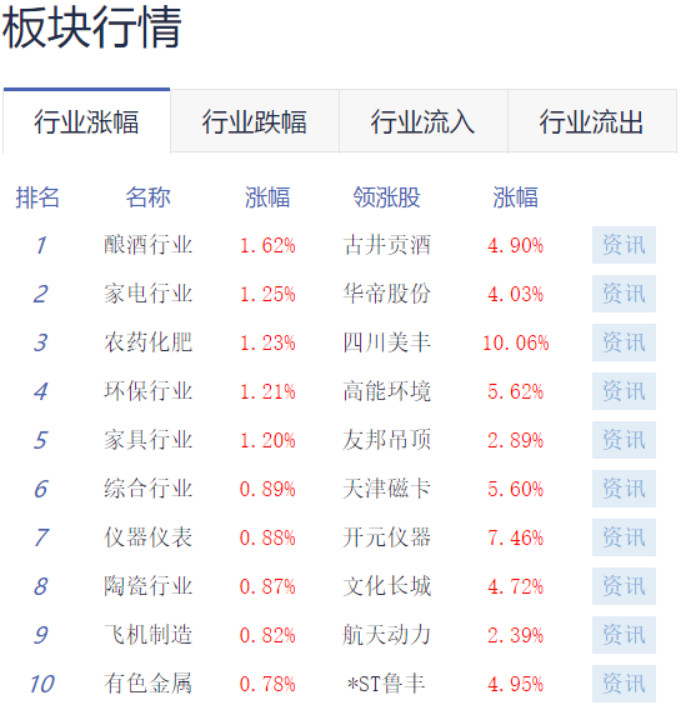 板块行情
行业涨幅 行业跌幅 行业流入 行业流出
排名 名称 涨幅 领涨股 涨幅
1 酿酒行业 1.62% 古井贡酒 4.90% 资讯
2 家电行业 1.25% 华帝股份 4.03% 资讯
3 农药化肥 1.23% 四川美丰 10.06% 资讯
4 环保行业 1.21% 高能环境 5.62% 资讯
5 家具行业 1.20% 友邦吊顶 2.89% 资讯
6 综合行业 0.89% 天津磁卡 5.60% 资讯
7 仪器仪表 0.88% 开元仪器 7.46% 资讯
8 陶瓷行业 0.87% 文化长城 4.72% 资讯
9 飞机制造 0.82% 航天动力 2.39% 资讯
10 有色金属 0.78% *ST鲁丰 4.95% 资讯